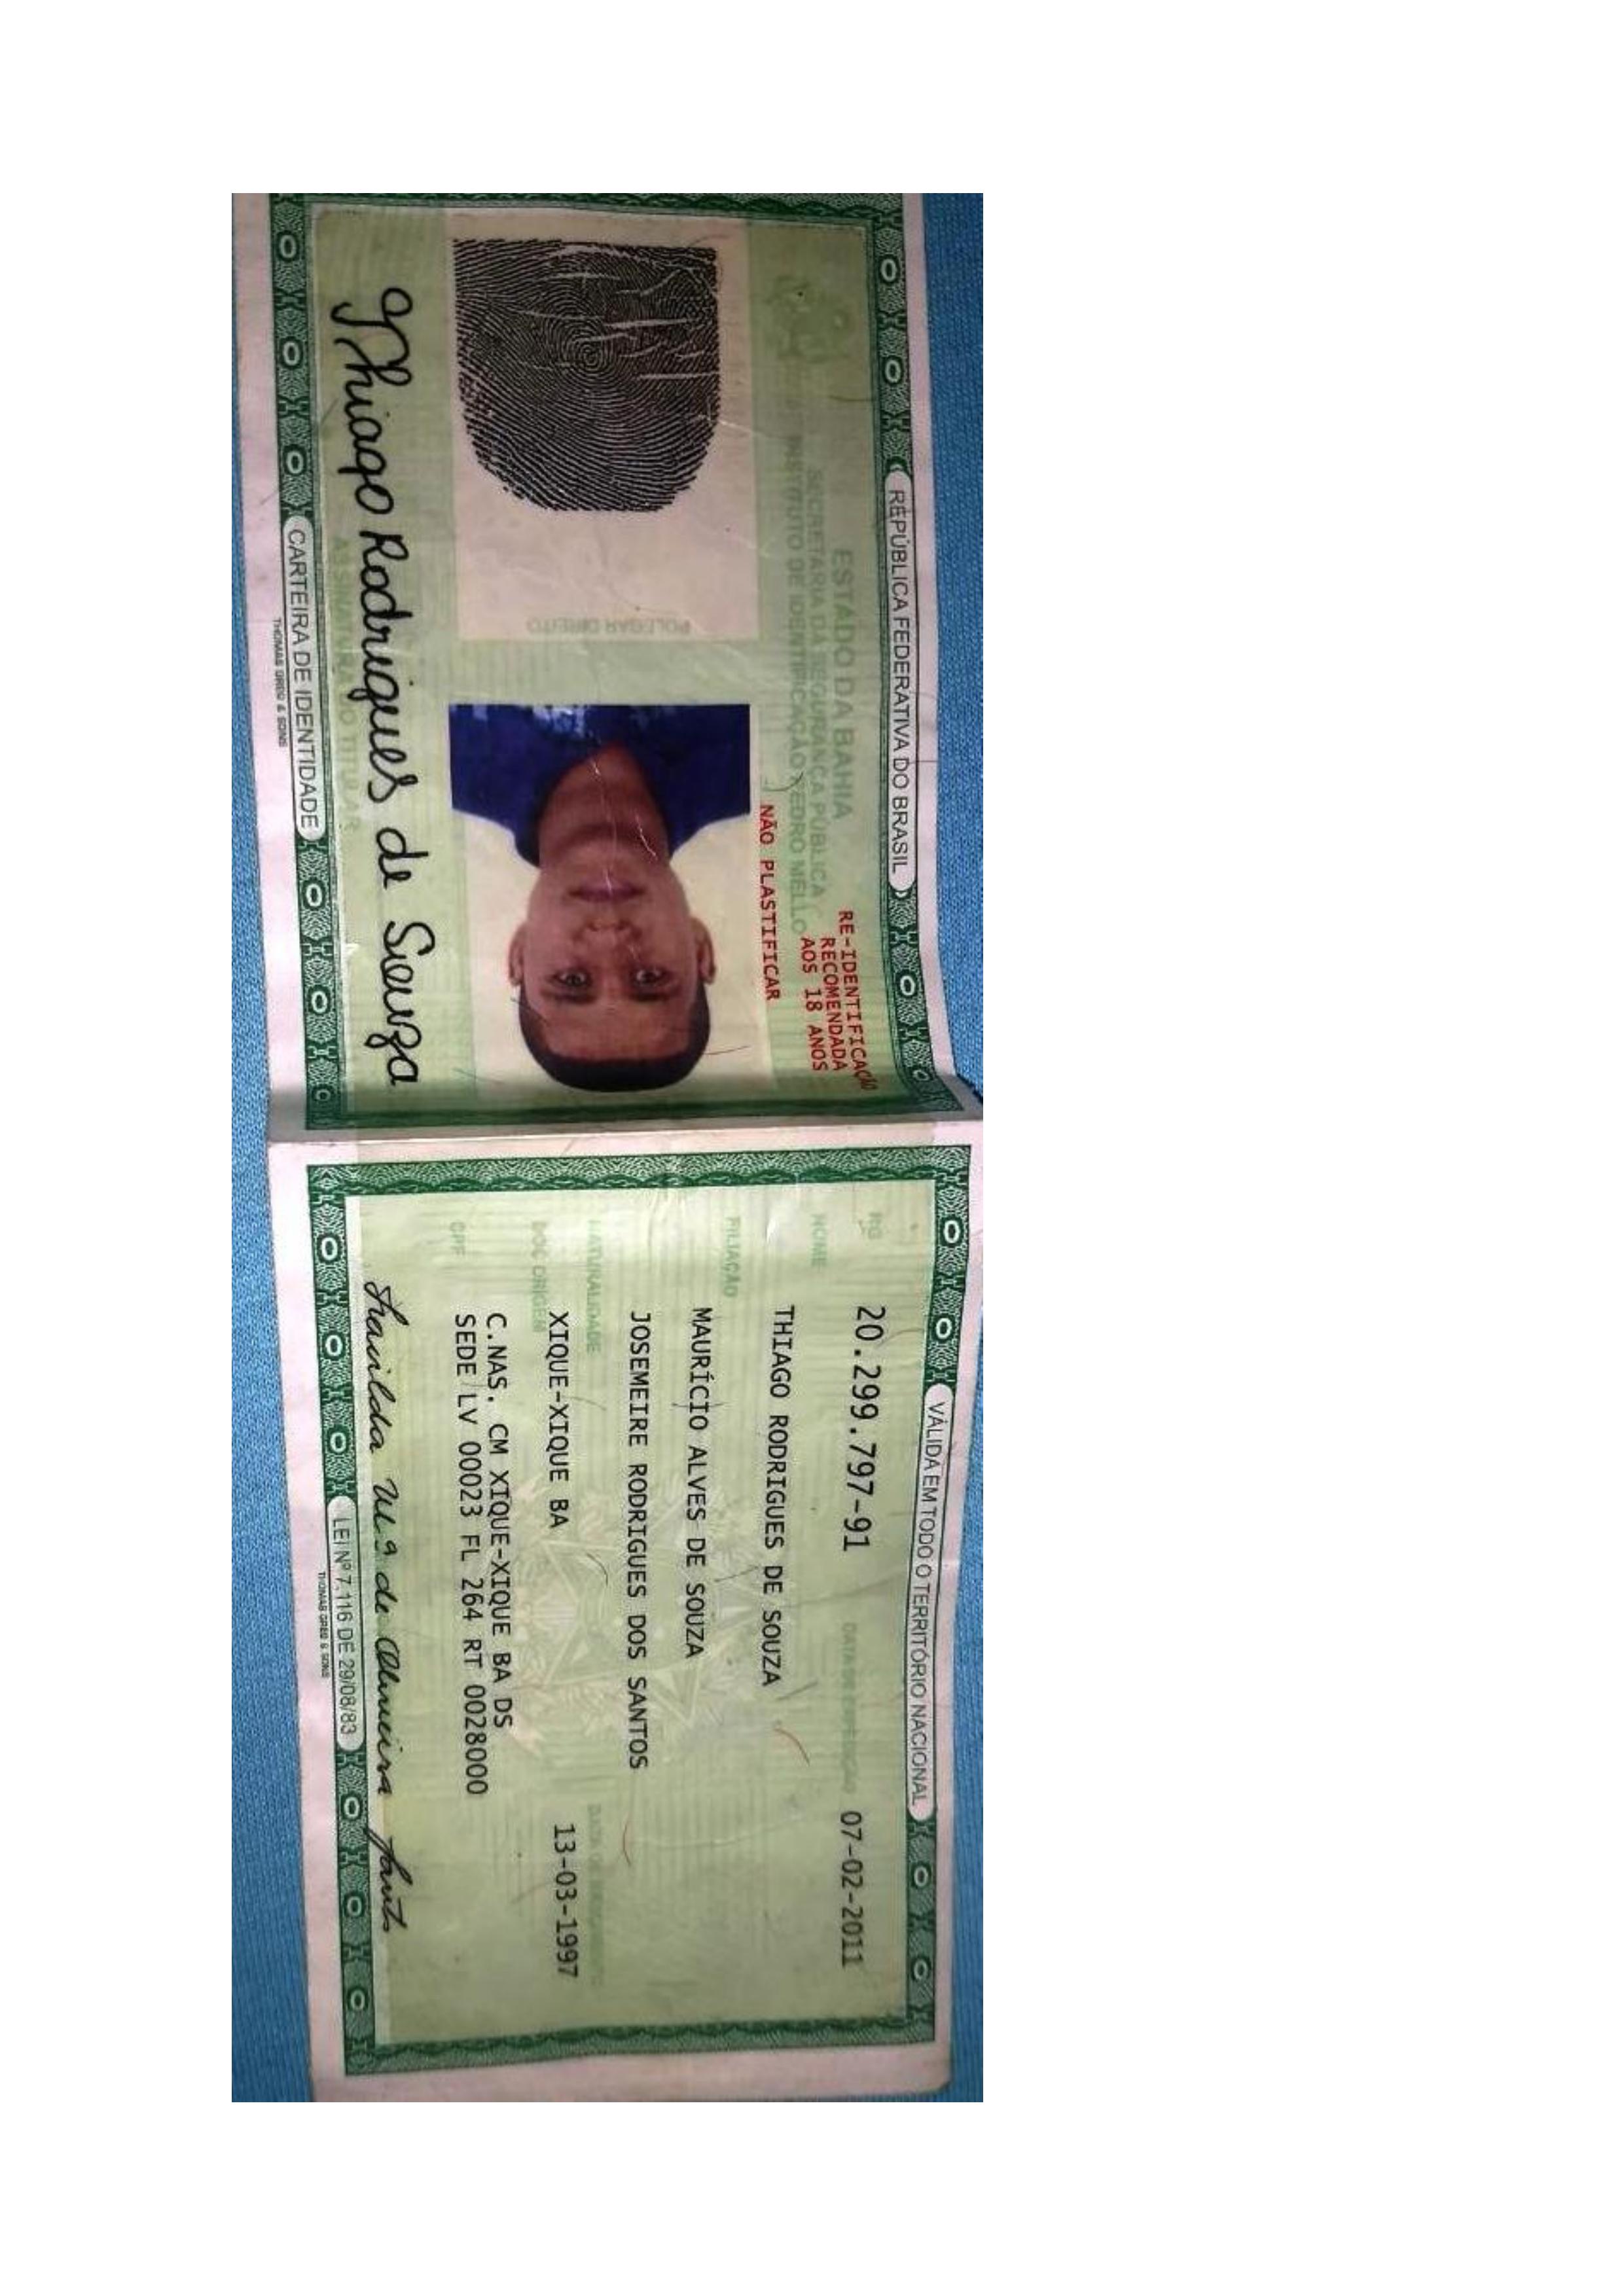 REPÚBLICA FEDERATIVA DO BRASIL
ESTADO DA BAHIA
SECRETARIA DA SEGURANÇA PÚBLICA
INSTITUTO DE IDENTIFICAÇÃO PEDRO MELLO
RE-IDENTIFICAÇÃO
RECOMENDADA
AOS 18 ANOS
NÃO PLASTIFICAR
POLEGAR DIREITO
Thiago Rodrigues de Souza
ASSINATURA DO TITULAR
CARTEIRA DE IDENTIDADE
THOMAS GREG & SONS
VÁLIDA EM TODO O TERRITÓRIO NACIONAL
RG 20.299.797-91 DATA DE EXPEDIÇÃO 07-02-2011
NOME
THIAGO RODRIGUES DE SOUZA
FILIAÇÃO
MAURÍCIO ALVES DE SOUZA
JOSEMEIRE RODRIGUES DOS SANTOS
NATURALIDADE DATA DE NASCIMENTO
XIQUE-XIQUE BA 13-03-1997
DOC ORIGEM
C.NAS. CM XIQUE-XIQUE BA DS
SEDE LV 00023 FL 264 RT 0028000
CPF
Mª de Oliveira
LEI Nº 7.116 DE 29/08/83
THOMAS GREG & SONS